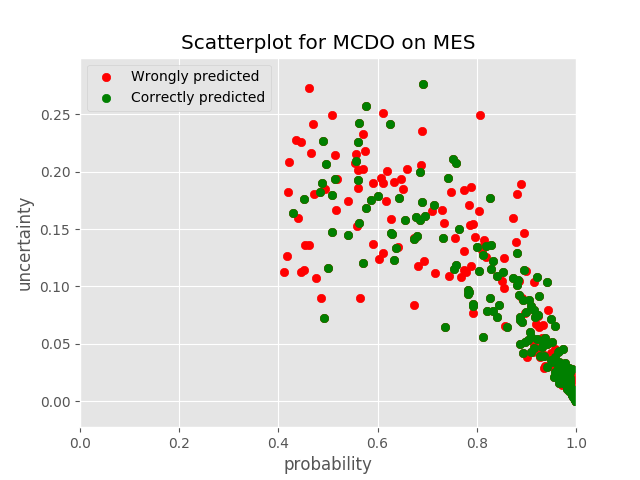 Scatterplot for MCDO on MES
Wrongly predicted
Correctly predicted
0.25
0.20
0.15
0.10
0.05
0.00
uncertainty
0.0 0.2 0.4 0.6 0.8 1.0
probability